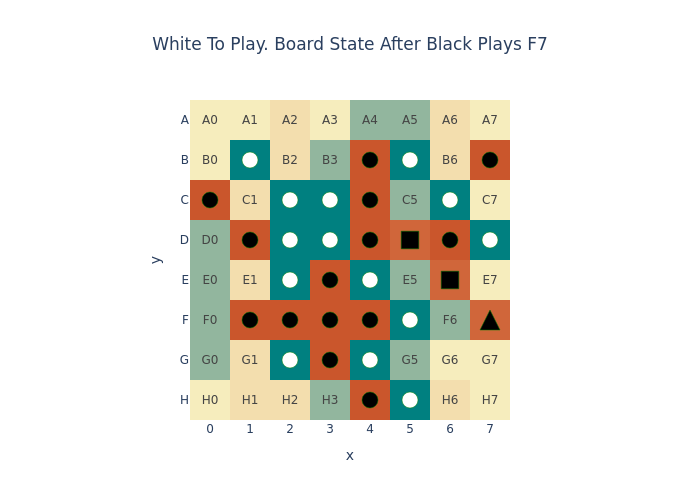 White To Play. Board State After Black Plays F7
A A0 A1 A2 A3 A4 A5 A6 A7
B B0 B2 B3 B6
C C1 C5 C7
D D0
E E0 E1 E5 E7
F F0 F6
G G0 G1 G5 G6 G7
H H0 H1 H2 H3 H6 H7
0 1 2 3 4 5 6 7
x
y